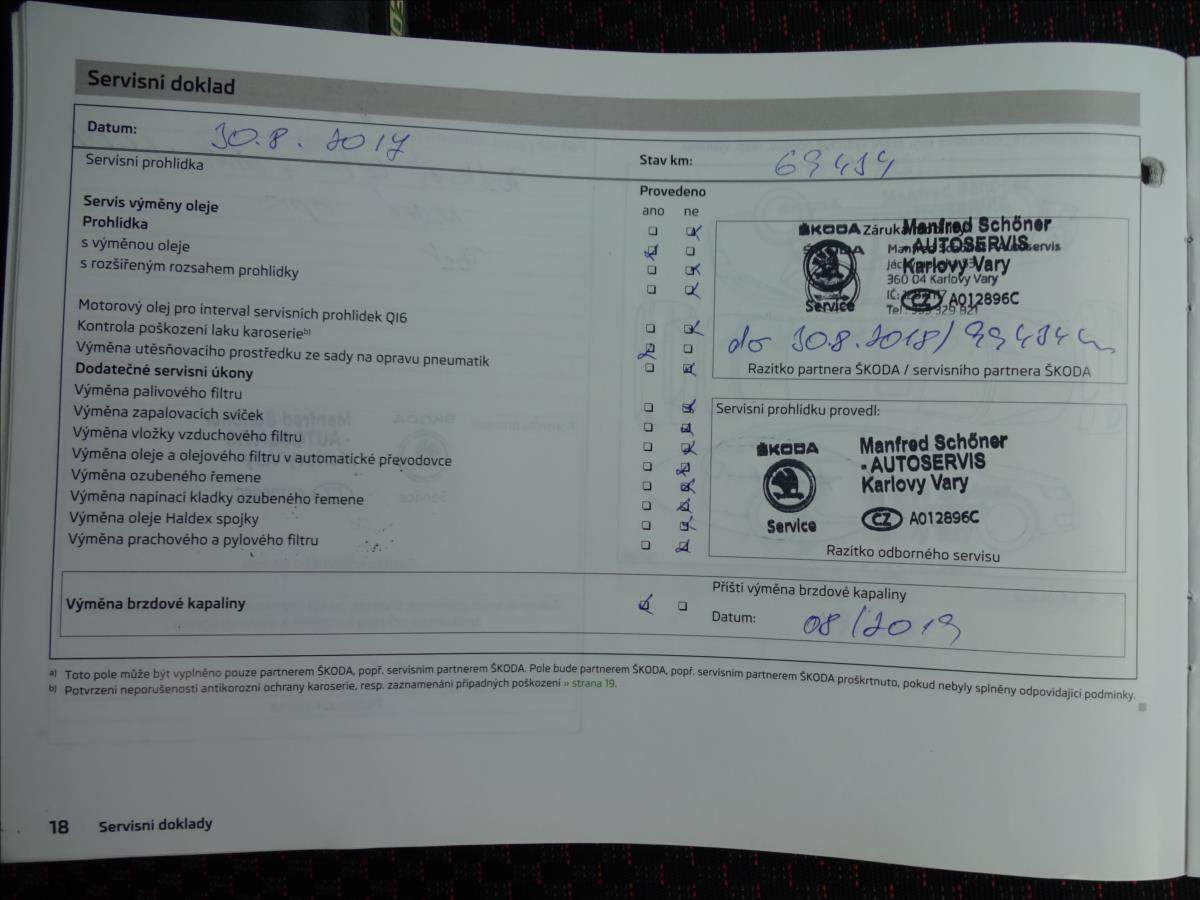 Servisní doklad
Datum: 30.8. 2017
Stav km: 69434
Servisní prohlídka
Provedeno
ano ne
Servis výměny oleje
Prohlídka
s výměnou oleje
s rozšířeným rozsahem prohlídky
Motorový olej pro interval servisních prohlídek QI6
Kontrola poškození laku karoserieb)
Výměna utěsňovacího prostředku ze sady na opravu pneumatik
Dodatečné servisní úkony
Výměna palivového filtru
Výměna zapalovacích svíček
Výměna vložky vzduchového filtru
Výměna oleje a olejového filtru v automatické převodovce
Výměna ozubeného řemene
Výměna napínací kladky ozubeného řemene
Výměna oleje Haldex spojky
Výměna prachového a pylového filtru
ŠKODA Záruka
Manfred Schöner
- AUTOSERVIS
Karlovy Vary
360 04 Karlovy Vary
CZ A012896C
Service
do 30.8.2018/99434
Razítko partnera ŠKODA / servisního partnera ŠKODA
Servisní prohlídku provedl:
ŠKODA
Service
Manfred Schöner
- AUTOSERVIS
Karlovy Vary
CZ A012896C
Razítko odborného servisu
Výměna brzdové kapaliny
Příští výměna brzdové kapaliny
Datum: 08/2019
a) Toto pole může být vyplněno pouze partnerem ŠKODA, popř. servisním partnerem ŠKODA. Pole bude partnerem ŠKODA, popř. servisním partnerem ŠKODA proškrtnuto, pokud nebyly splněny odpovídající podmínky.
b) Potvrzení neporušenosti antikorozní ochrany karoserie, resp. zaznamenání případných poškození » strana 19.
18 Servisní doklady